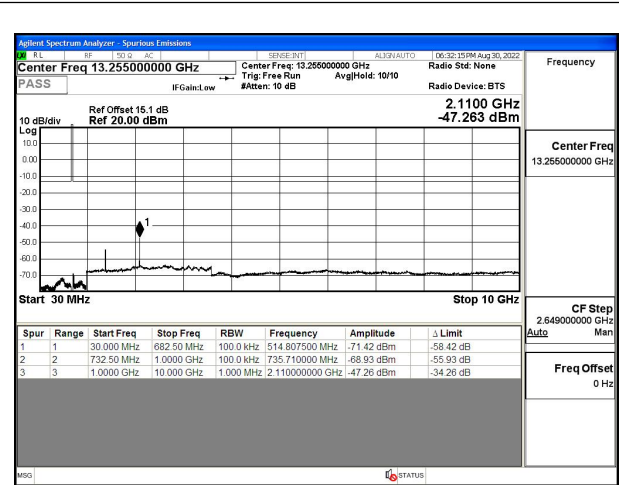 Agilent Spectrum Analyzer - Spurious Emissions
RL RF 50 Ω AC SENSE:INT ALIGN AUTO 06:32:15 PM Aug 30, 2022
Center Freq 13.255000000 GHz Center Freq: 13.255000000 GHz Radio Std: None
Trig: Free Run Avg|Hold: 10/10
PASS IFGain:Low #Atten: 10 dB Radio Device: BTS
Ref Offset 15.1 dB 2.1100 GHz
10 dB/div Ref 20.00 dBm -47.263 dBm
Log
10.0
0.00
-10.0
-20.0
-30.0
-40.0
1
-50.0
-60.0
-70.0
Start 30 MHz Stop 10 GHz
Spur Range Start Freq Stop Freq RBW Frequency Amplitude Δ Limit
1 1 30.000 MHz 682.50 MHz 100.0 kHz 514.807500 MHz -71.42 dBm -58.42 dB
2 2 732.50 MHz 1.0000 GHz 100.0 kHz 735.710000 MHz -68.93 dBm -55.93 dB
3 3 1.0000 GHz 10.000 GHz 1.000 MHz 2.110000000 GHz -47.26 dBm -34.26 dB
MSG STATUS
Frequency
Center Freq
13.255000000 GHz
CF Step
2.649000000 GHz
Auto Man
Freq Offset
0 Hz